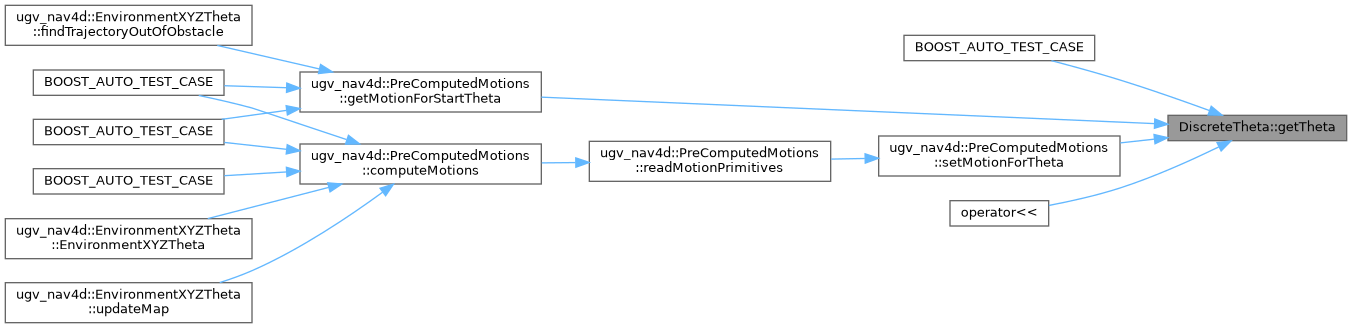 ugv_nav4d::EnvironmentXYZTheta
::findTrajectoryOutOfObstacle
BOOST_AUTO_TEST_CASE
BOOST_AUTO_TEST_CASE
BOOST_AUTO_TEST_CASE
ugv_nav4d::EnvironmentXYZTheta
::EnvironmentXYZTheta
ugv_nav4d::EnvironmentXYZTheta
::updateMap
ugv_nav4d::PreComputedMotions
::getMotionForStartTheta
ugv_nav4d::PreComputedMotions
::computeMotions
ugv_nav4d::PreComputedMotions
::readMotionPrimitives
BOOST_AUTO_TEST_CASE
ugv_nav4d::PreComputedMotions
::setMotionForTheta
operator<<
DiscreteTheta::getTheta